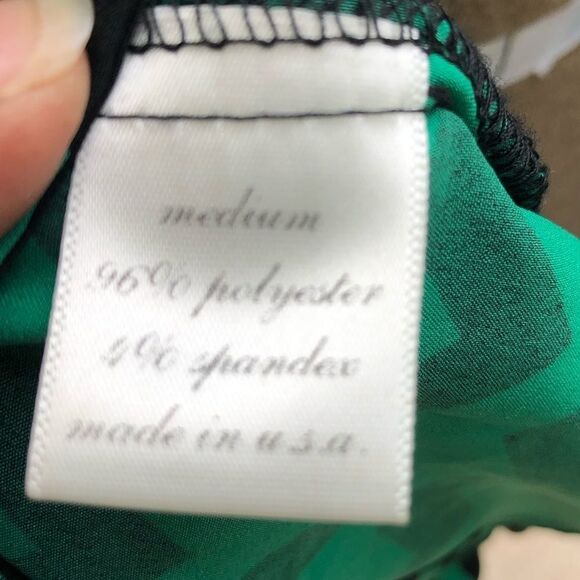 medium
96% polyester
4% spandex
made in u.s.a.